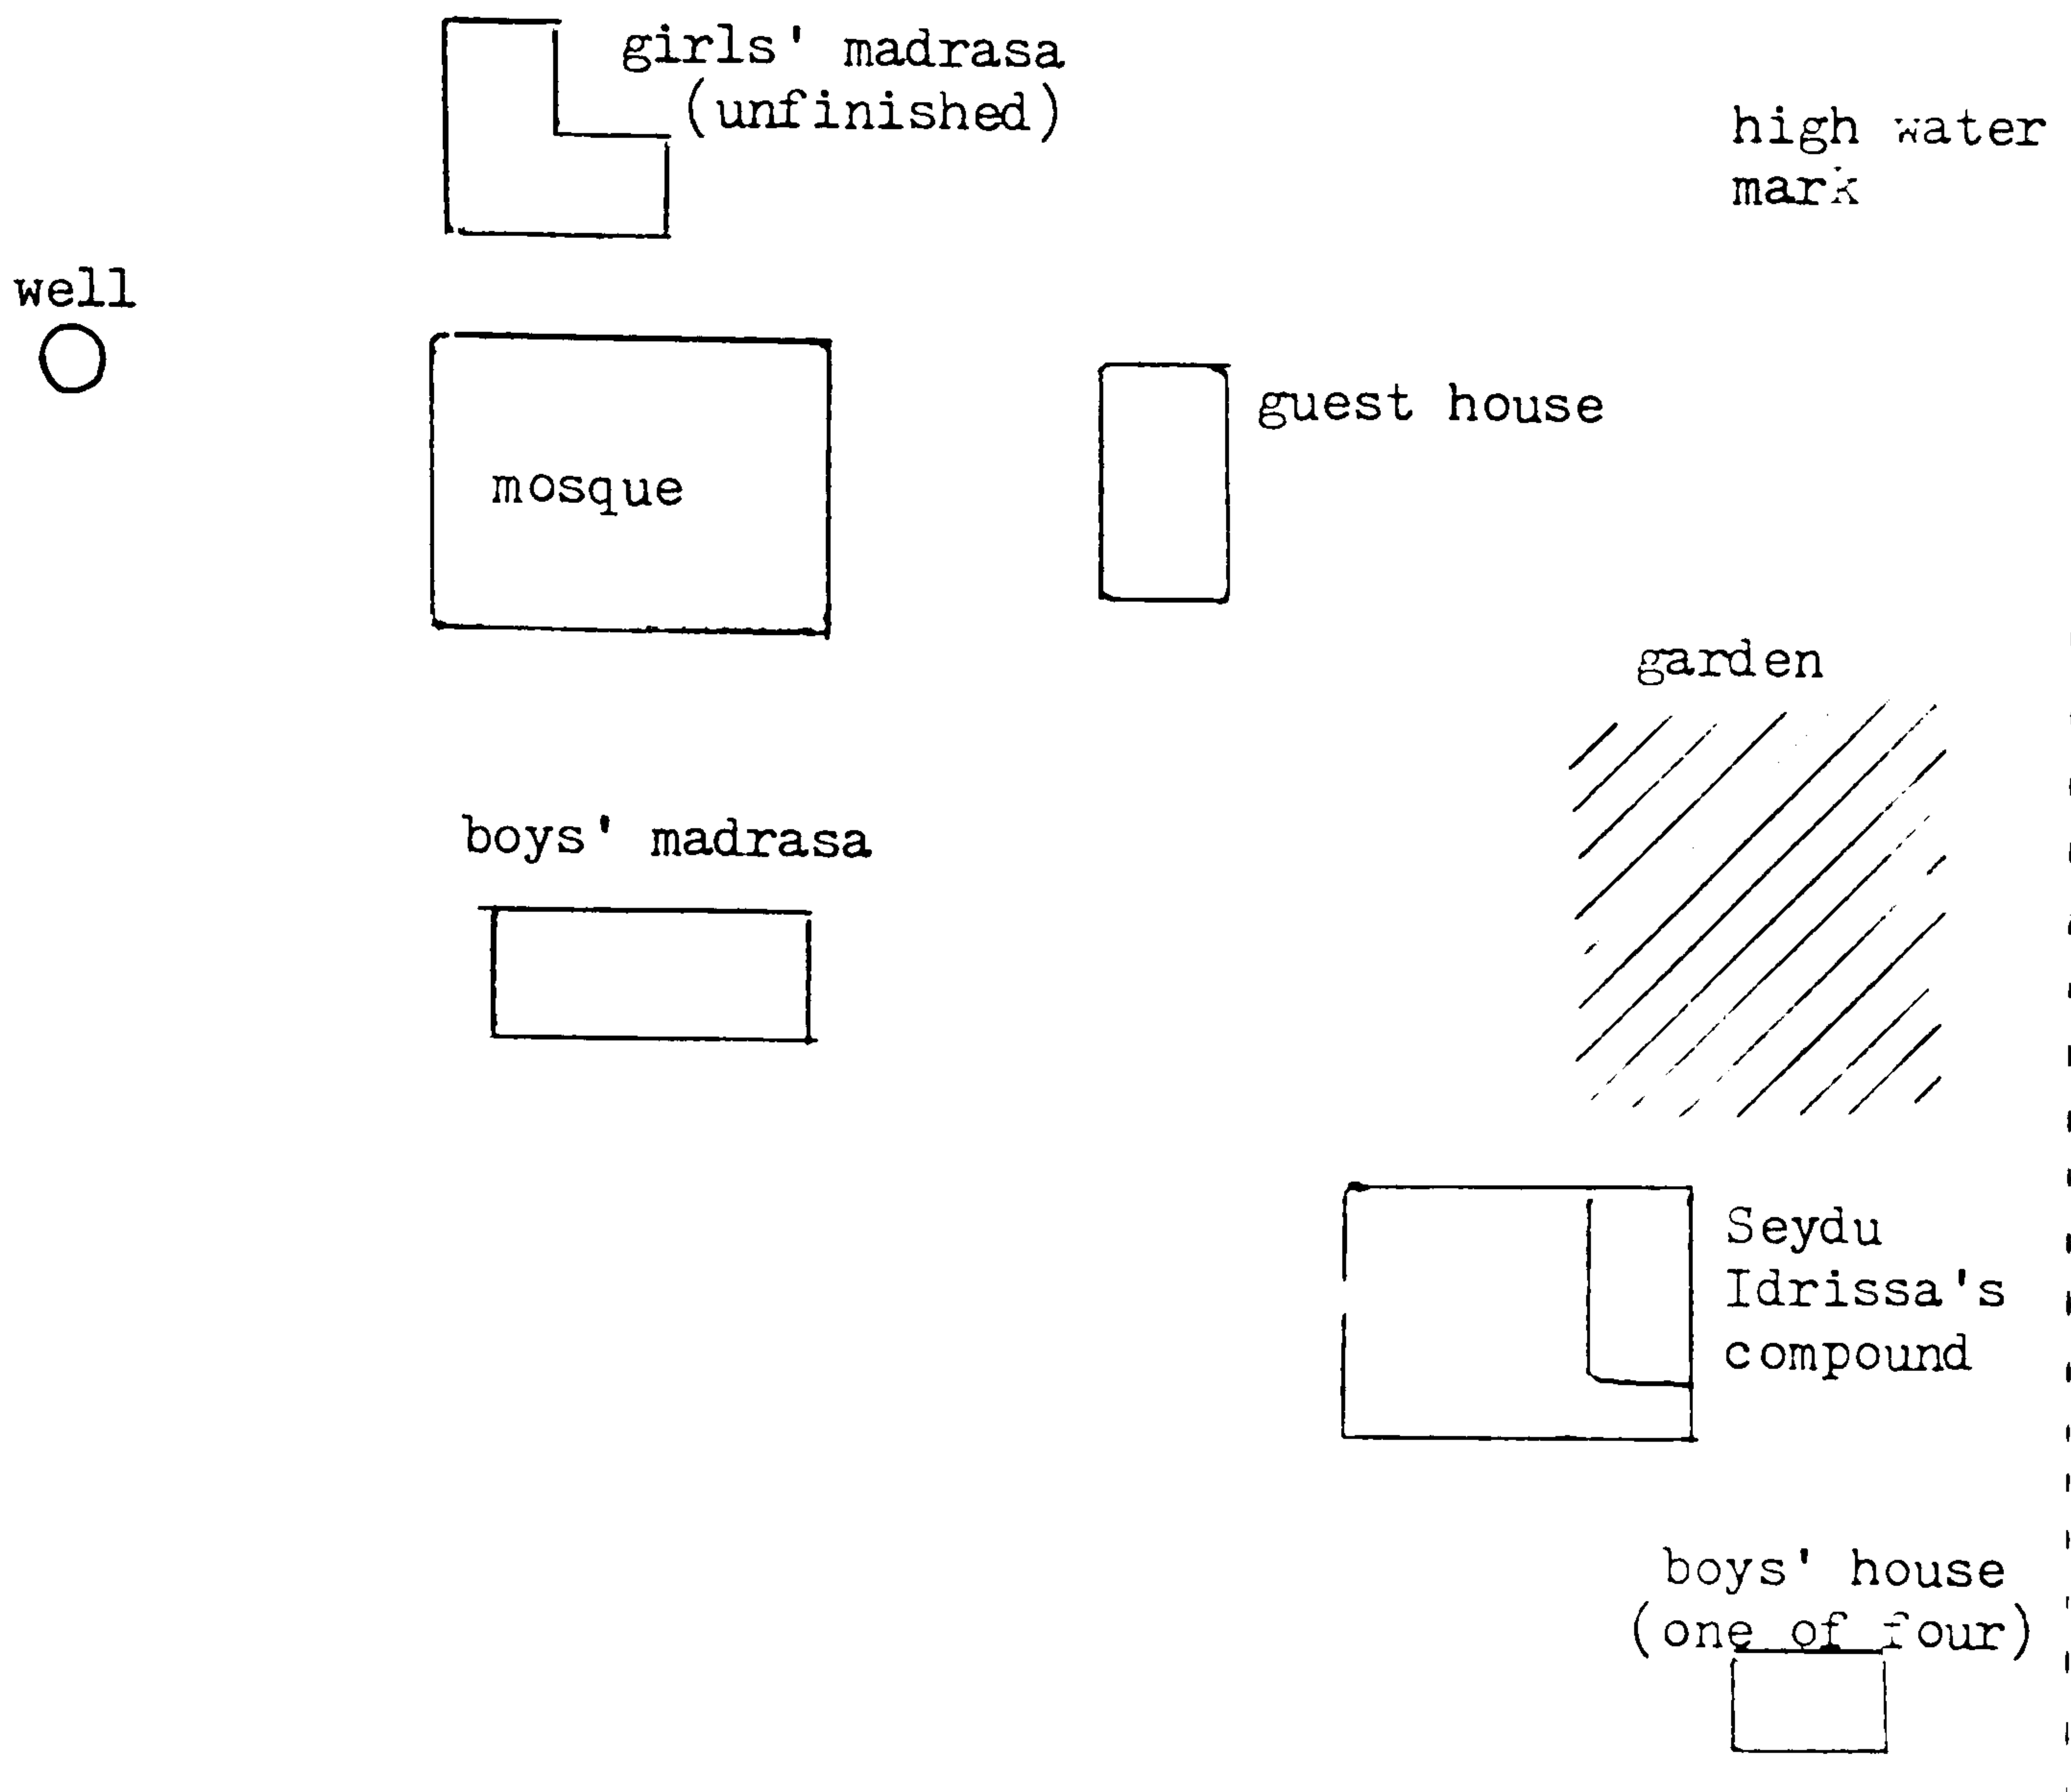 girls' madrasa
(unfinished)
high water
mark
well
guest house
mosque
garden
boys' madrasa
Seydu
Idrissa's
compound
boys' house
(one of four)